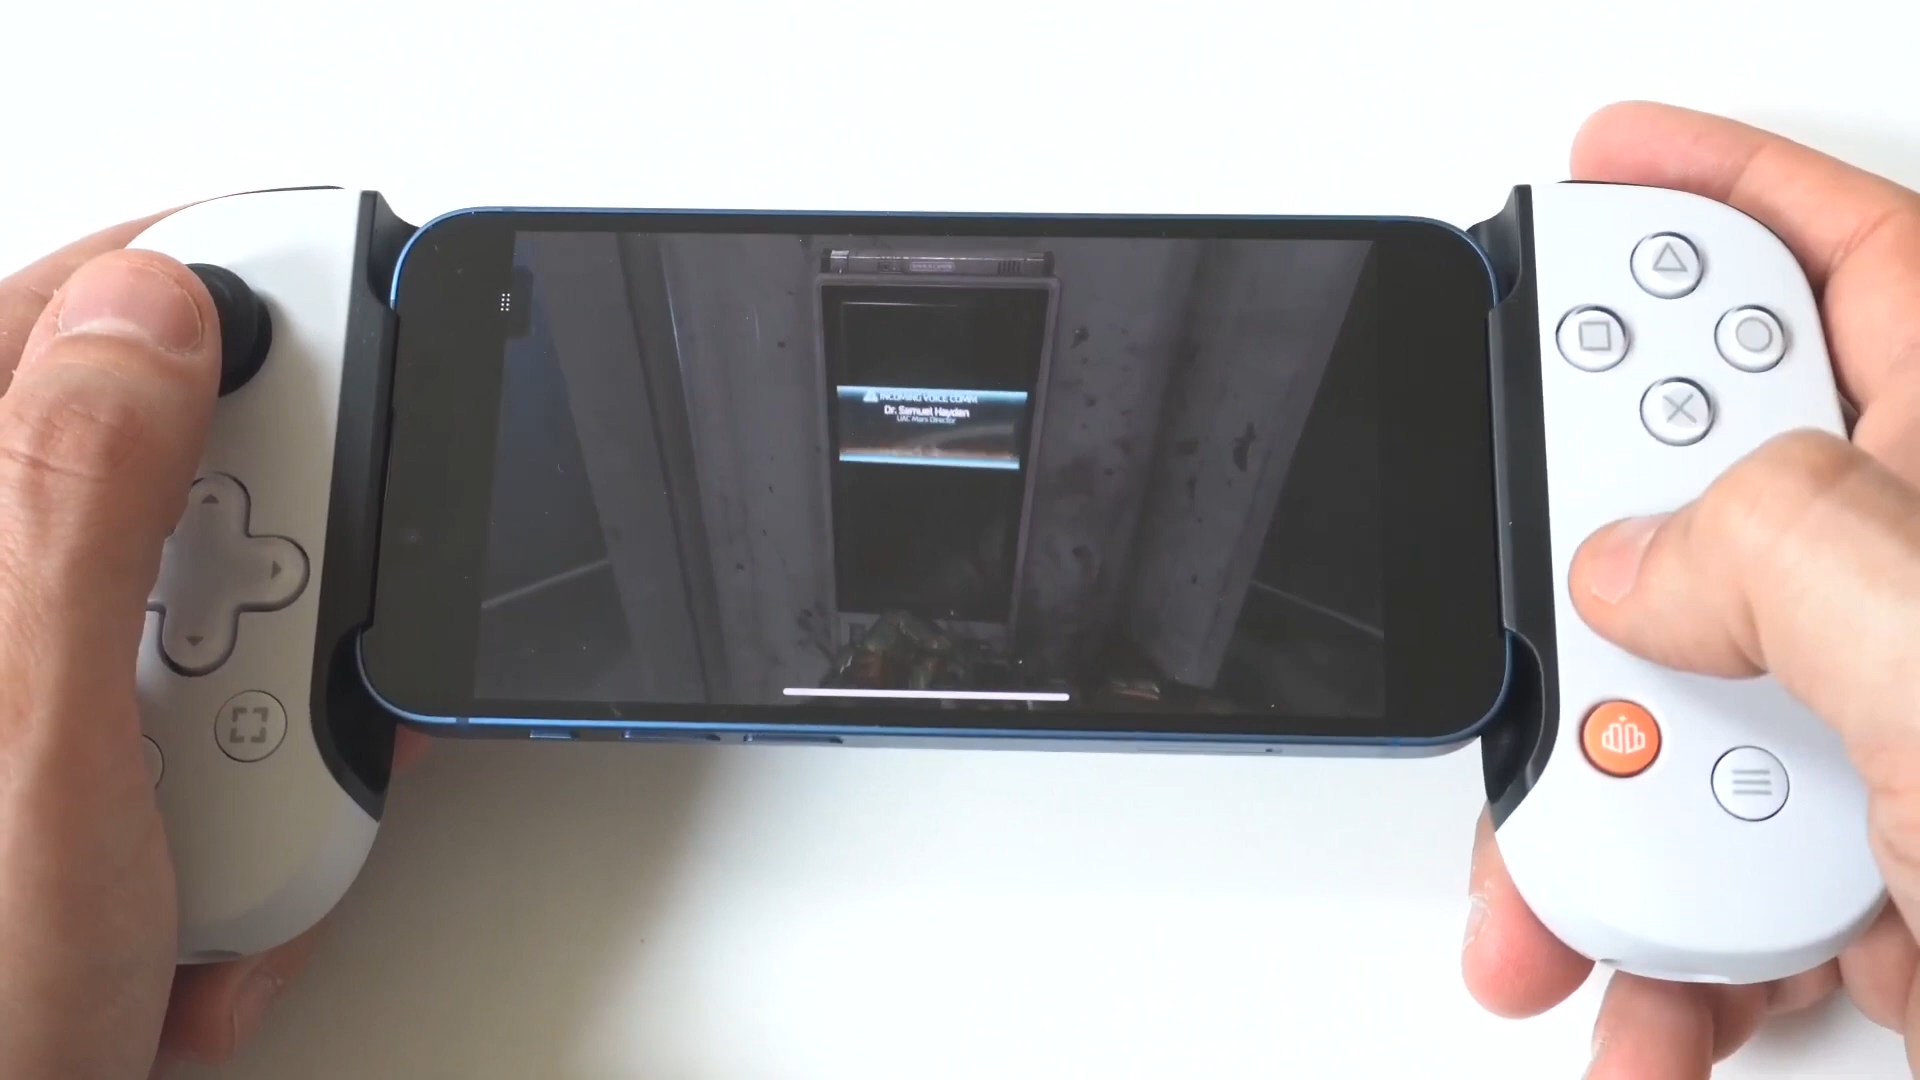 INCOMING VOICE COMM
Dr. Samuel Hayden
UAC Mars Director